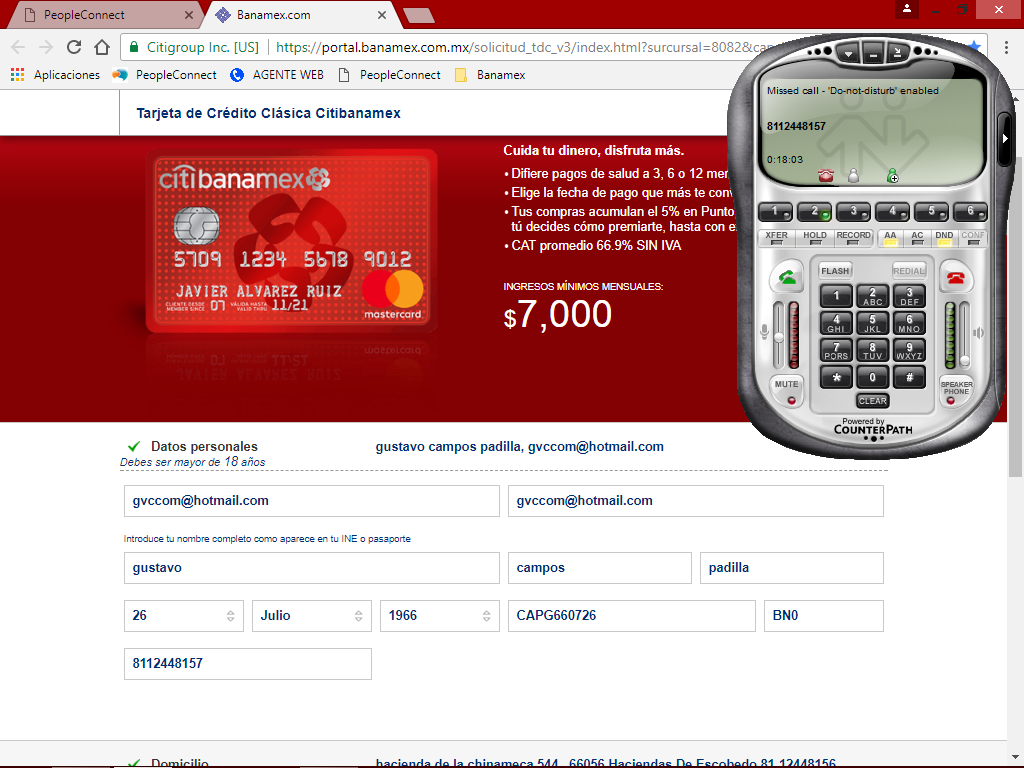 PeopleConnect
Banamex.com
Citigroup Inc. [US]
https://portal.banamex.com.mx/solicitud_tdc_v3/index.html?surcursal=8082&ca
Aplicaciones
PeopleConnect
AGENTE WEB
PeopleConnect
Banamex
Tarjeta de Crédito Clásica Citibanamex
citibanamex
5709 1234 5678 9012
JAVIER ALVAREZ RUIZ
CLIENTE DESDE
MEMBER SINCE
07
VÁLIDA HASTA
VALID THRU
11/21
mastercard
Cuida tu dinero, disfruta más.
• Difiere pagos de salud a 3, 6 o 12 me
• Elige la fecha de pago que más te con
• Tus compras acumulan el 5% en Punto
tú decides cómo premiarte, hasta con e
• CAT promedio 66.9% SIN IVA
INGRESOS MÍNIMOS MENSUALES:
$7,000
Missed call - 'Do-not-disturb' enabled
8112448157
0:18:03
1 2 3 4 5 6
XFER HOLD RECORD AA AC DND CONF
FLASH REDIAL
1 2 ABC 3 DEF
4 GHI 5 JKL 6 MNO
7 PQRS 8 TUV 9 WXYZ
* 0 #
MUTE
SPEAKER PHONE
CLEAR
Powered by
COUNTERPATH
Datos personales
gustavo campos padilla, gvccom@hotmail.com
Debes ser mayor de 18 años
gvccom@hotmail.com
gvccom@hotmail.com
Introduce tu nombre completo como aparece en tu INE o pasaporte
gustavo
campos
padilla
26
Julio
1966
CAPG660726
BN0
8112448157
Domicilio
hacienda de la chinameca 544 , 66056 Haciendas De Escobedo 81 12448156